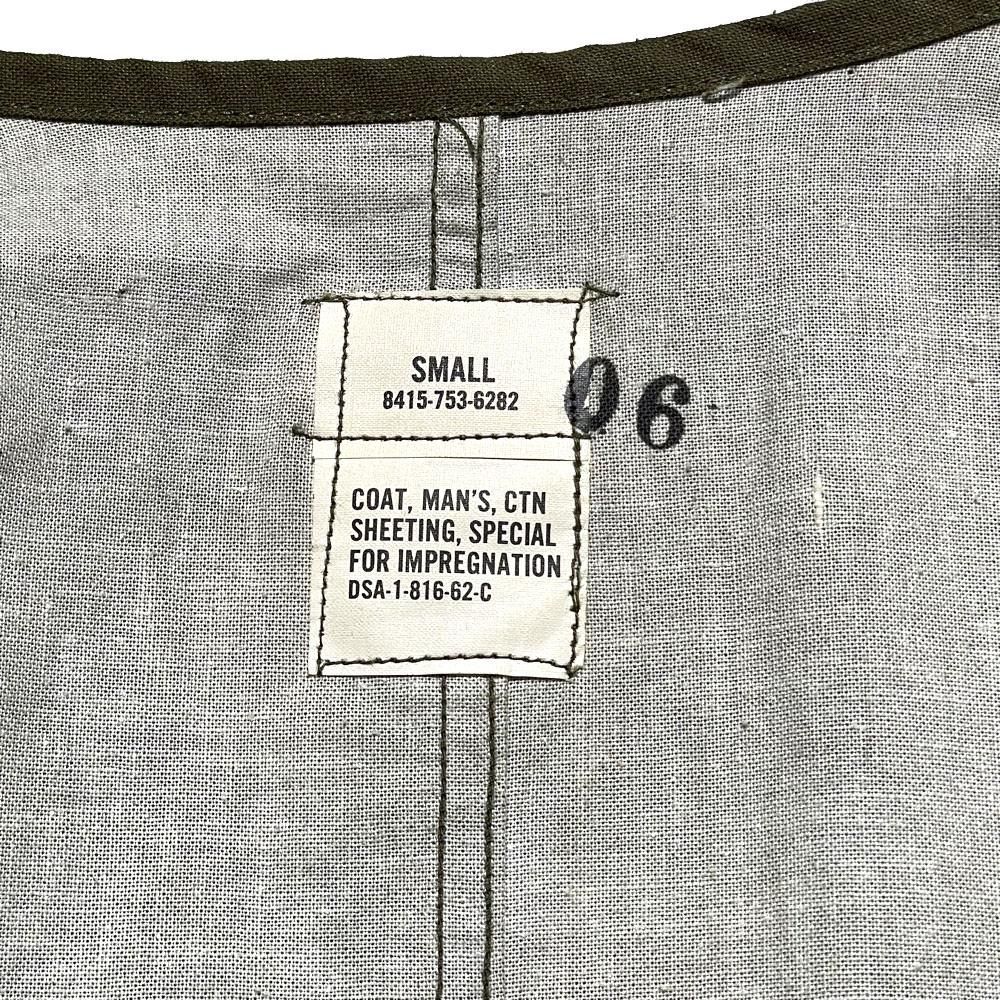 SMALL
8415-753-6282
06
COAT, MAN'S, CTN
SHEETING, SPECIAL
FOR IMPREGNATION
DSA-1-816-62-C